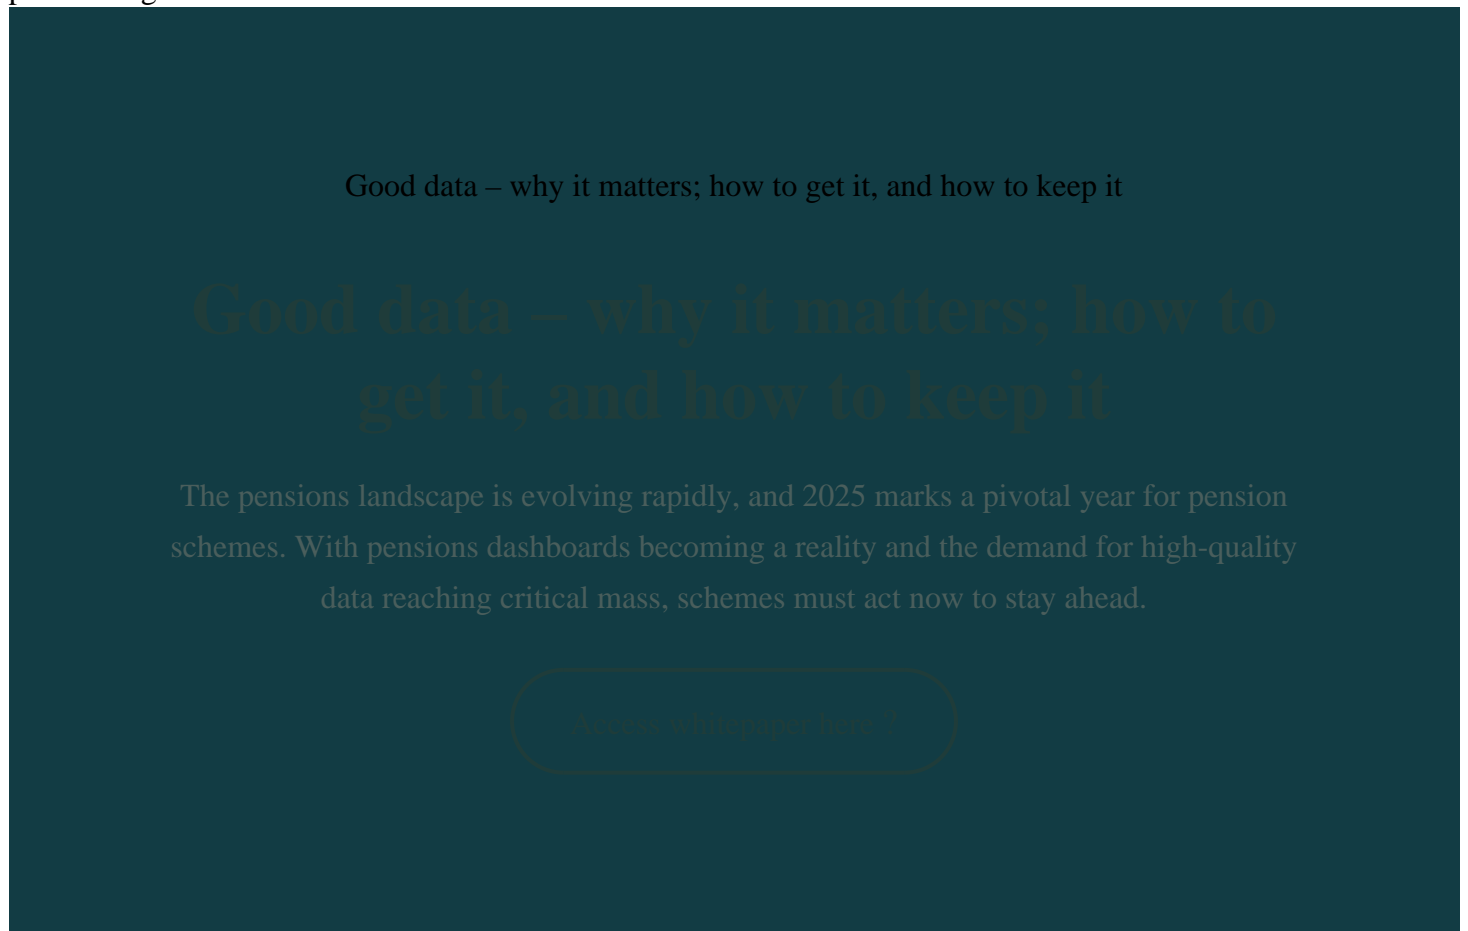 Good data – why it matters; how to get it, and how to keep it
Good data – why it matters; how to
get it, and how to keep it
The pensions landscape is evolving rapidly, and 2025 marks a pivotal year for pension
schemes. With pensions dashboards becoming a reality and the demand for high-quality
data reaching critical mass, schemes must act now to stay ahead.
Access whitepaper here ?